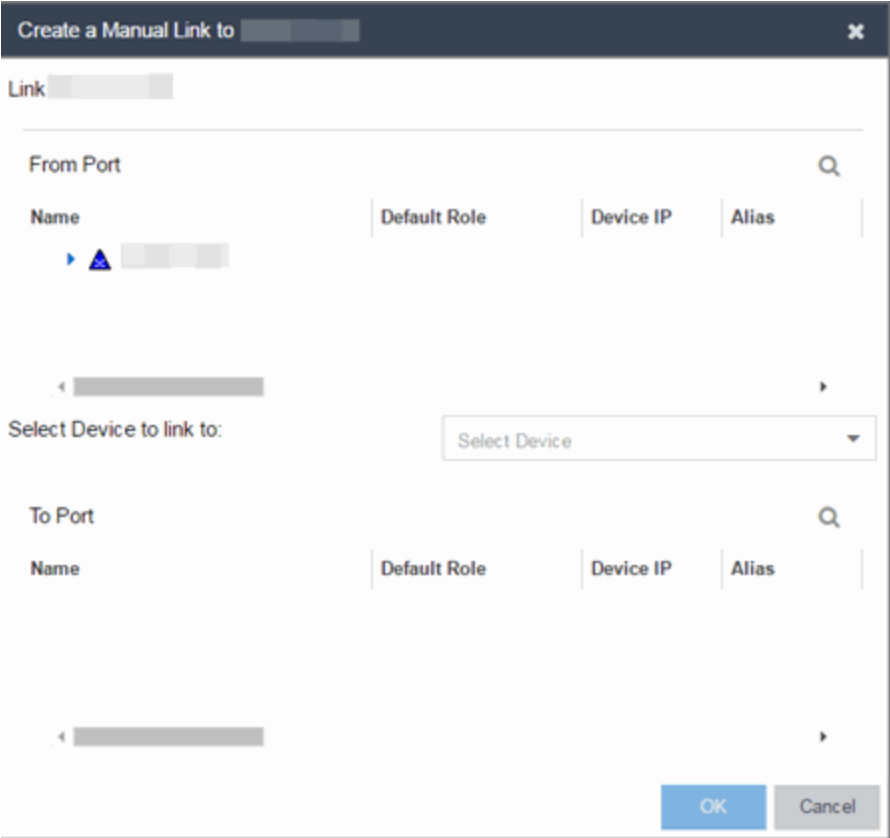 Create a Manual Link to
Link
From Port
Name Default Role Device IP Alias
Select Device to link to:
Select Device
To Port
Name Default Role Device IP Alias
OK Cancel